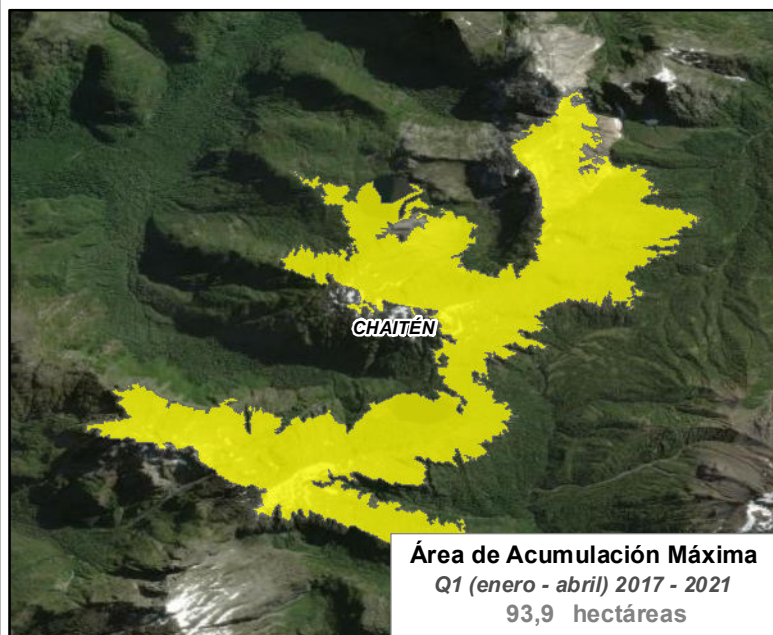 CHAITÉN
Área de Acumulación Máxima
Q1 (enero - abril) 2017 - 2021
93,9 hectáreas